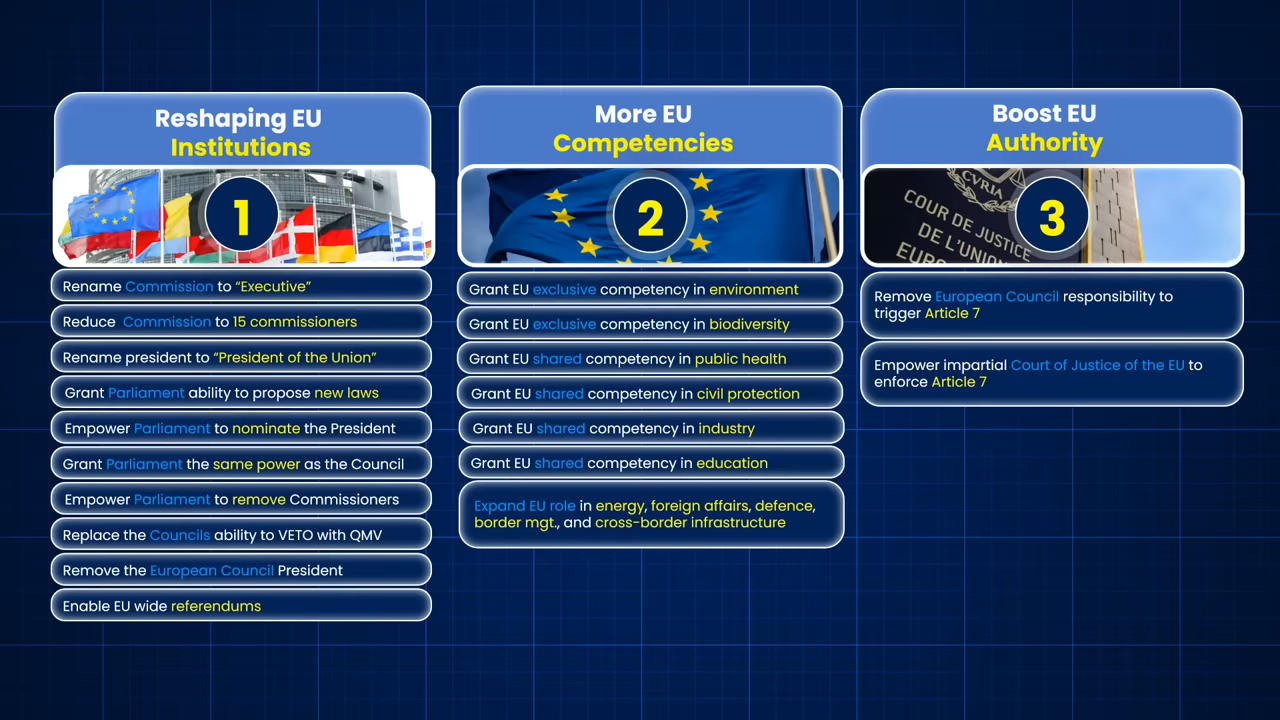 Reshaping EU
Institutions
1
Rename Commission to “Executive”
Reduce Commission to 15 commissioners
Rename president to “President of the Union”
Grant Parliament ability to propose new laws
Empower Parliament to nominate the President
Grant Parliament the same power as the Council
Empower Parliament to remove Commissioners
Replace the Councils ability to VETO with QMV
Remove the European Council President
Enable EU wide referendums
More EU
Competencies
2
Grant EU exclusive competency in environment
Grant EU exclusive competency in biodiversity
Grant EU shared competency in public health
Grant EU shared competency in civil protection
Grant EU shared competency in industry
Grant EU shared competency in education
Expand EU role in energy, foreign affairs, defence,
border mgt., and cross-border infrastructure
Boost EU
Authority
CVRIA
COUR DE JUSTICE
DE L'UNION
3
Remove European Council responsibility to
trigger Article 7
Empower impartial Court of Justice of the EU to
enforce Article 7